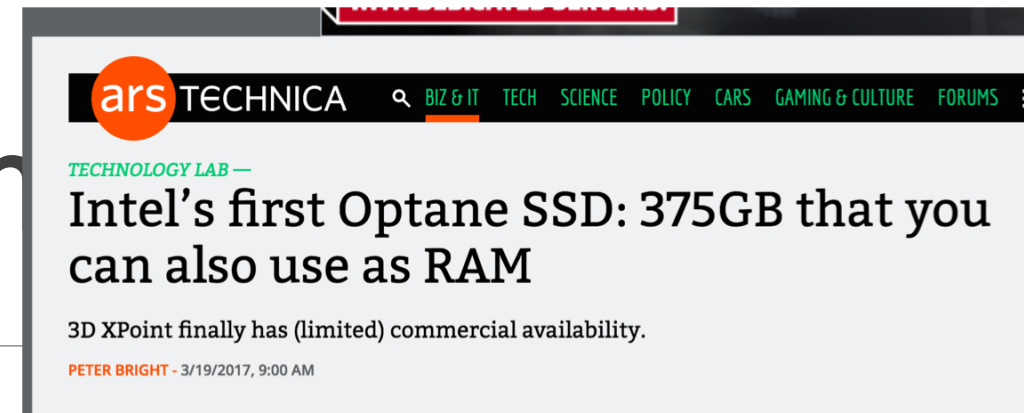 ars TECHNICA BIZ & IT TECH SCIENCE POLICY CARS GAMING & CULTURE FORUMS
TECHNOLOGY LAB —
Intel's first Optane SSD: 375GB that you
can also use as RAM
3D XPoint finally has (limited) commercial availability.
PETER BRIGHT - 3/19/2017, 9:00 AM